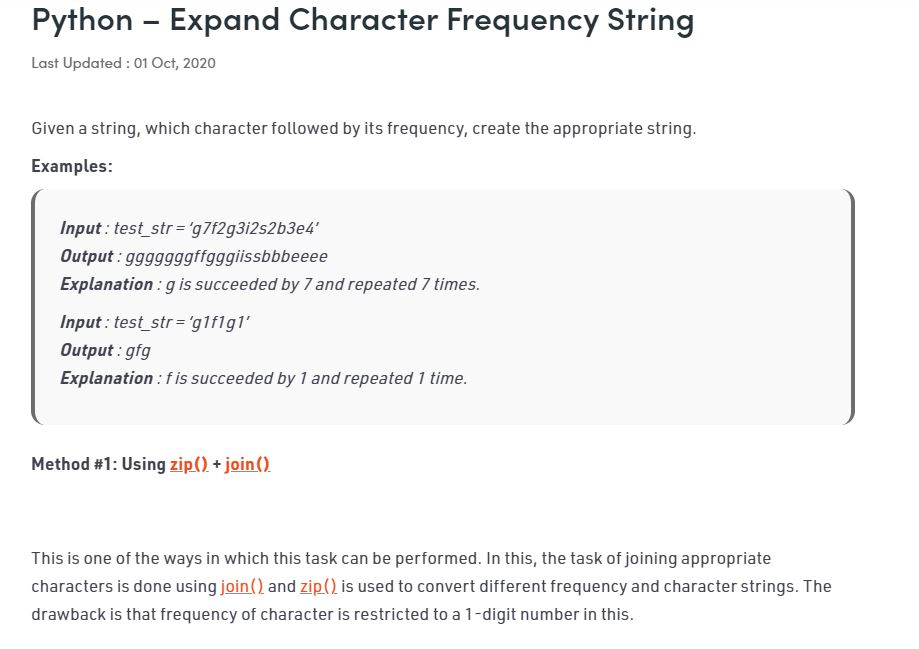 Python – Expand Character Frequency String
Last Updated : 01 Oct, 2020
Given a string, which character followed by its frequency, create the appropriate string.
Examples:
Input : test_str = ‘g7f2g3i2s2b3e4’
Output : gggggggffgggiissbbbeeee
Explanation : g is succeeded by 7 and repeated 7 times.
Input : test_str = ‘g1f1g1’
Output : gfg
Explanation : f is succeeded by 1 and repeated 1 time.
Method #1: Using zip() + join()
This is one of the ways in which this task can be performed. In this, the task of joining appropriate
characters is done using join() and zip() is used to convert different frequency and character strings. The
drawback is that frequency of character is restricted to a 1-digit number in this.